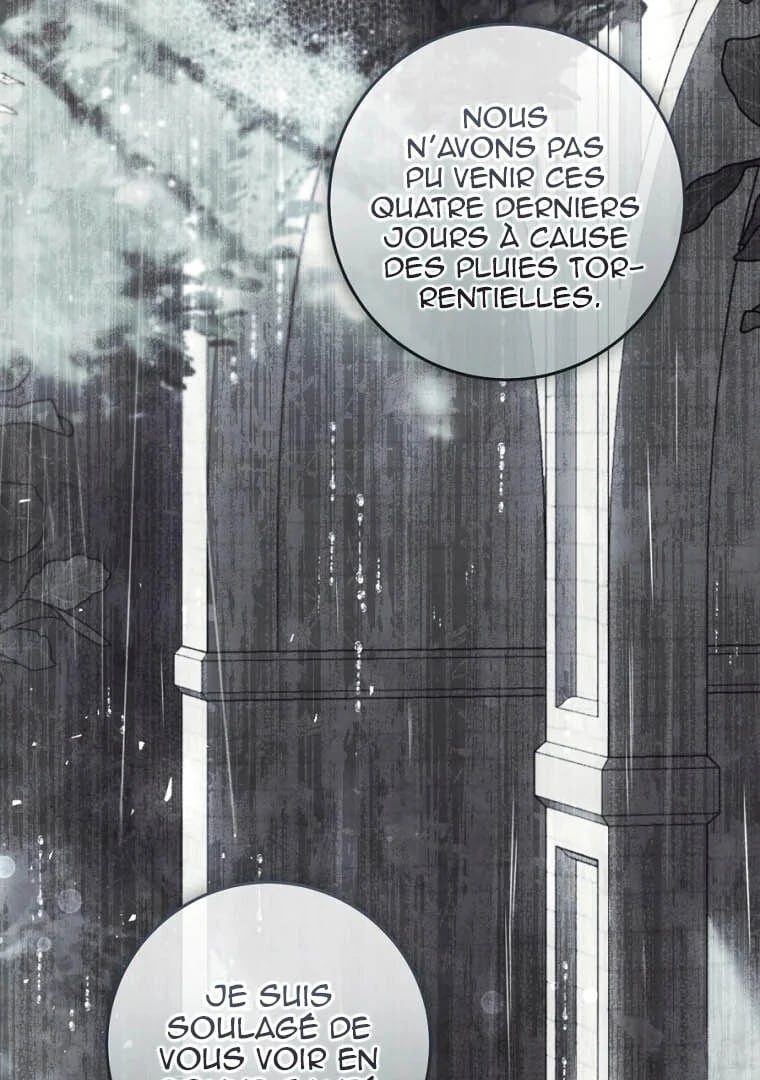 NOUS
N'AVONS PAS
PU VENIR CES
QUATRE DERNIERS
JOURS À CAUSE
DES PLUIES TOR-
RENTIELLES.
JE SUIS
SOULAGÉ DE
VOUS VOIR EN